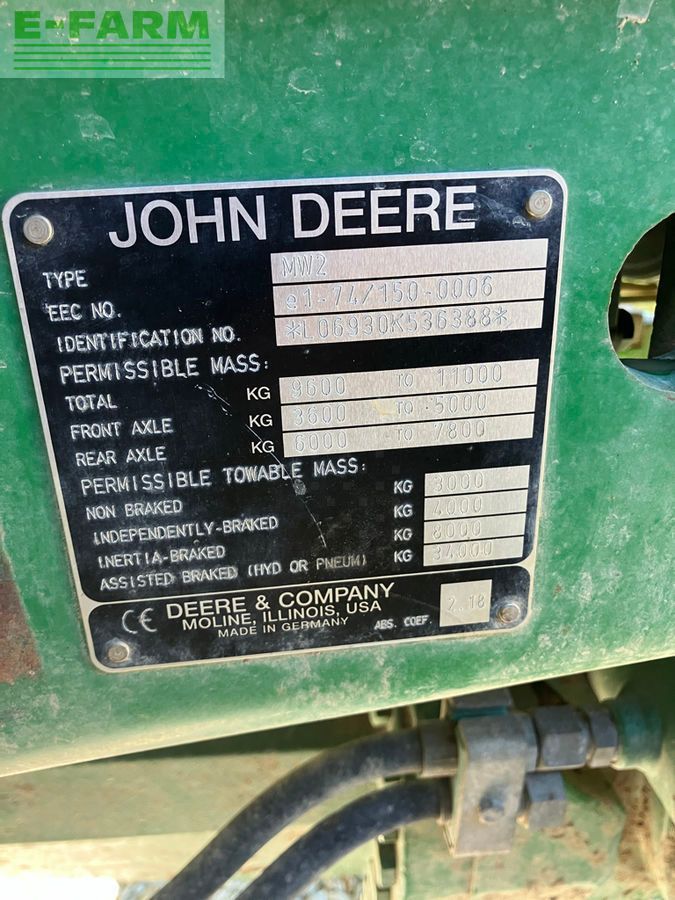 E-FARM
JOHN DEERE
TYPE MW2
EEC NO. e1-74/150-0006
IDENTIFICATION NO. *L06930K536388*
PERMISSIBLE MASS:
TOTAL KG 9600 TO 11000
FRONT AXLE KG 3600 TO 5000
REAR AXLE KG 6000 TO 7800
PERMISSIBLE TOWABLE MASS:
NON BRAKED KG 3000
INDEPENDENTLY-BRAKED KG 4000
INERTIA-BRAKED KG 8000
ASSISTED BRAKED (HYD OR PNEUM) KG 34000
CE DEERE & COMPANY
MOLINE, ILLINOIS, USA
MADE IN GERMANY ABS. COEF. 2.18